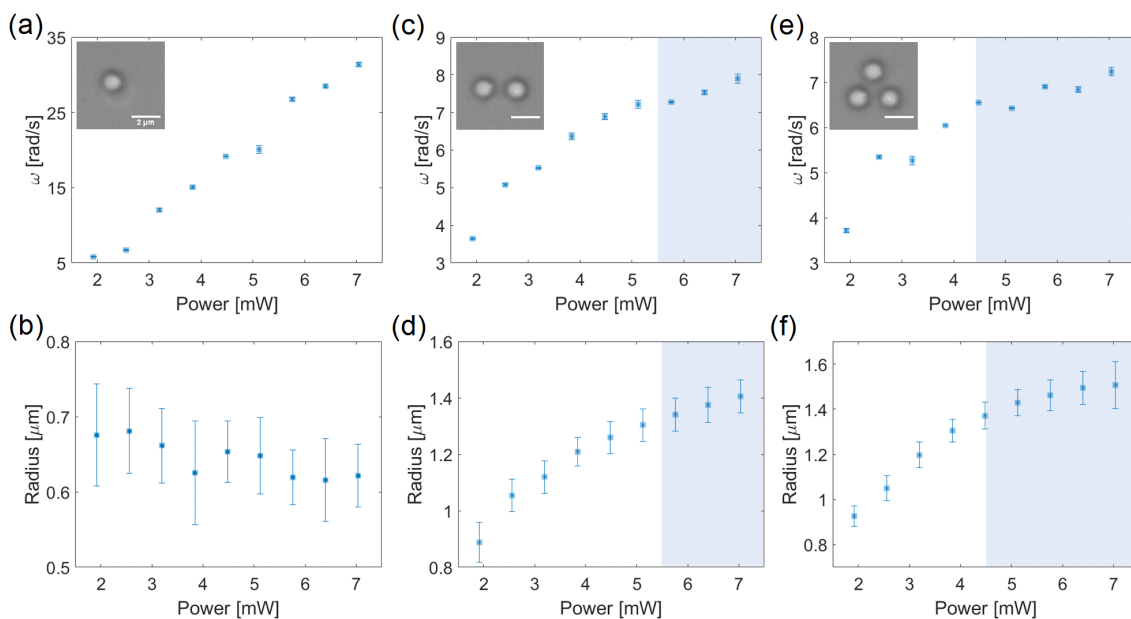 (a)
35
25
15
5
ω [rad/s]
2 μm
2 3 4 5 6 7
Power [mW]
(c)
9
8
7
6
5
4
3
ω [rad/s]
2 3 4 5 6 7
Power [mW]
(e)
9
8
7
6
5
4
3
ω [rad/s]
2 3 4 5 6 7
Power [mW]
(b)
0.8
0.7
0.6
0.5
Radius [μm]
2 3 4 5 6 7
Power [mW]
(d)
1.6
1.4
1.2
1
0.8
Radius [μm]
2 3 4 5 6 7
Power [mW]
(f)
1.6
1.4
1.2
1
0.8
Radius [μm]
2 3 4 5 6 7
Power [mW]